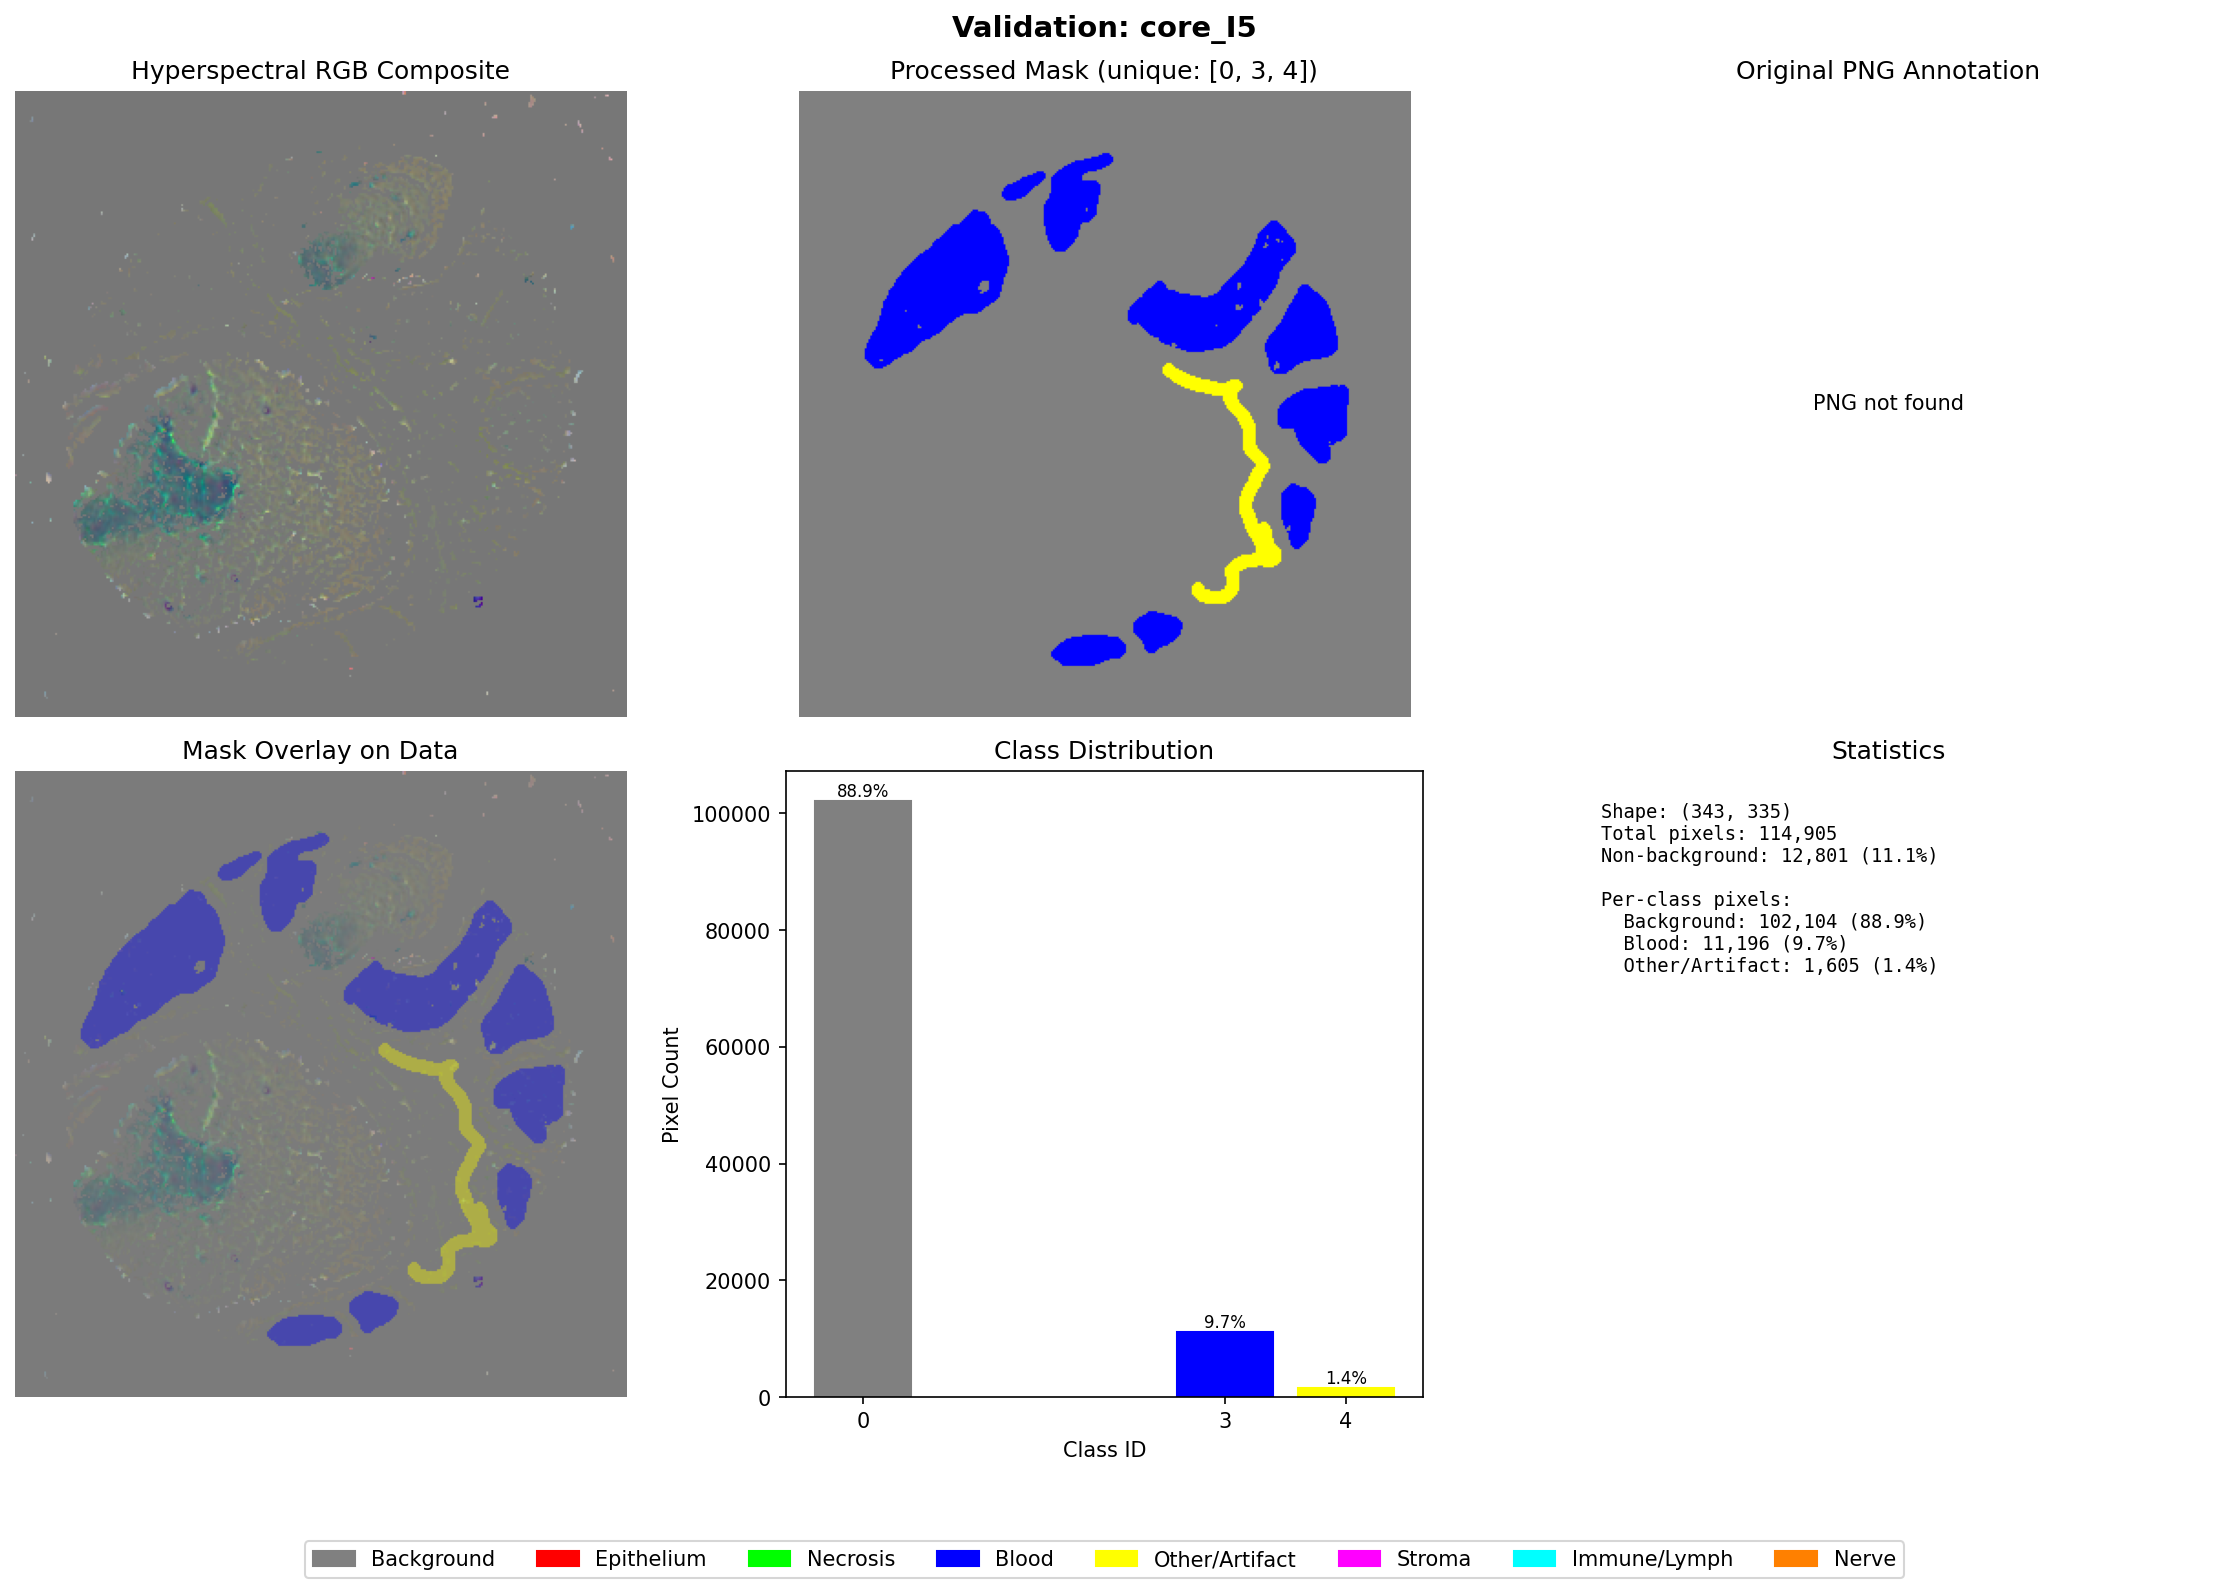 Validation: core_I5
Hyperspectral RGB Composite
Processed Mask (unique: [0, 3, 4])
Original PNG Annotation
PNG not found
Mask Overlay on Data
Class Distribution
Pixel Count
100000
80000
60000
40000
20000
0
88.9%
9.7%
1.4%
0
3
4
Class ID
Statistics
Shape: (343, 335)
Total pixels: 114,905
Non-background: 12,801 (11.1%)
Per-class pixels:
Background: 102,104 (88.9%)
Blood: 11,196 (9.7%)
Other/Artifact: 1,605 (1.4%)
Background
Epithelium
Necrosis
Blood
Other/Artifact
Stroma
Immune/Lymph
Nerve